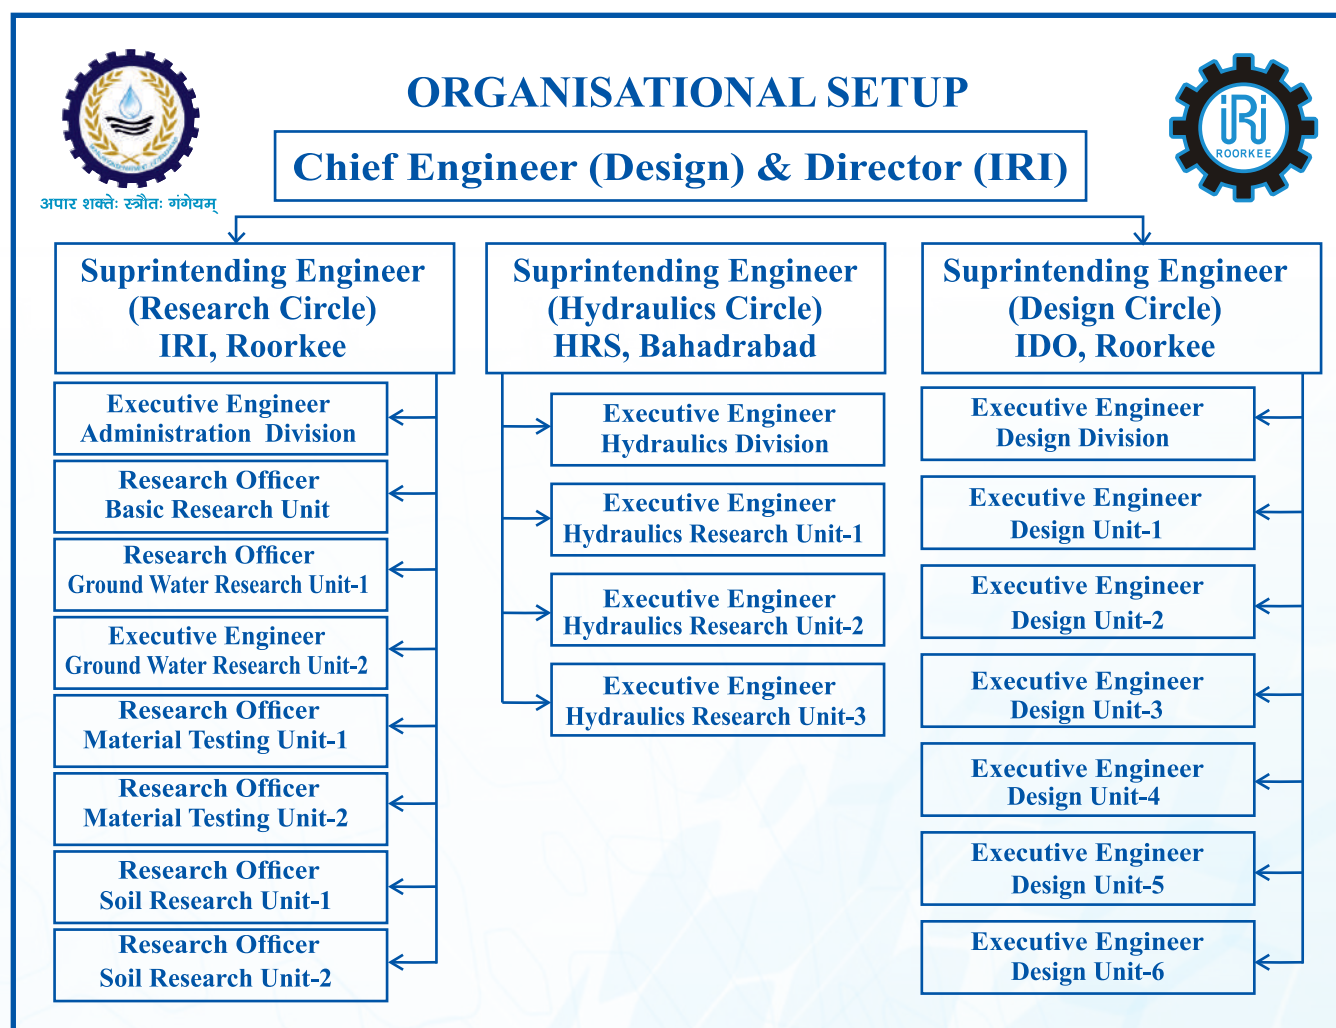 ORGANISATIONAL SETUP
Chief Engineer (Design) & Director (IRI)
अपार शक्तेः स्त्रौतः गंगेयम्
iRi
ROORKEE
Suprintending Engineer
(Research Circle)
IRI, Roorkee
Executive Engineer
Administration Division
Research Officer
Basic Research Unit
Research Officer
Ground Water Research Unit-1
Executive Engineer
Ground Water Research Unit-2
Research Officer
Material Testing Unit-1
Research Officer
Material Testing Unit-2
Research Officer
Soil Research Unit-1
Research Officer
Soil Research Unit-2
Suprintending Engineer
(Hydraulics Circle)
HRS, Bahadrabad
Executive Engineer
Hydraulics Division
Executive Engineer
Hydraulics Research Unit-1
Executive Engineer
Hydraulics Research Unit-2
Executive Engineer
Hydraulics Research Unit-3
Suprintending Engineer
(Design Circle)
IDO, Roorkee
Executive Engineer
Design Division
Executive Engineer
Design Unit-1
Executive Engineer
Design Unit-2
Executive Engineer
Design Unit-3
Executive Engineer
Design Unit-4
Executive Engineer
Design Unit-5
Executive Engineer
Design Unit-6